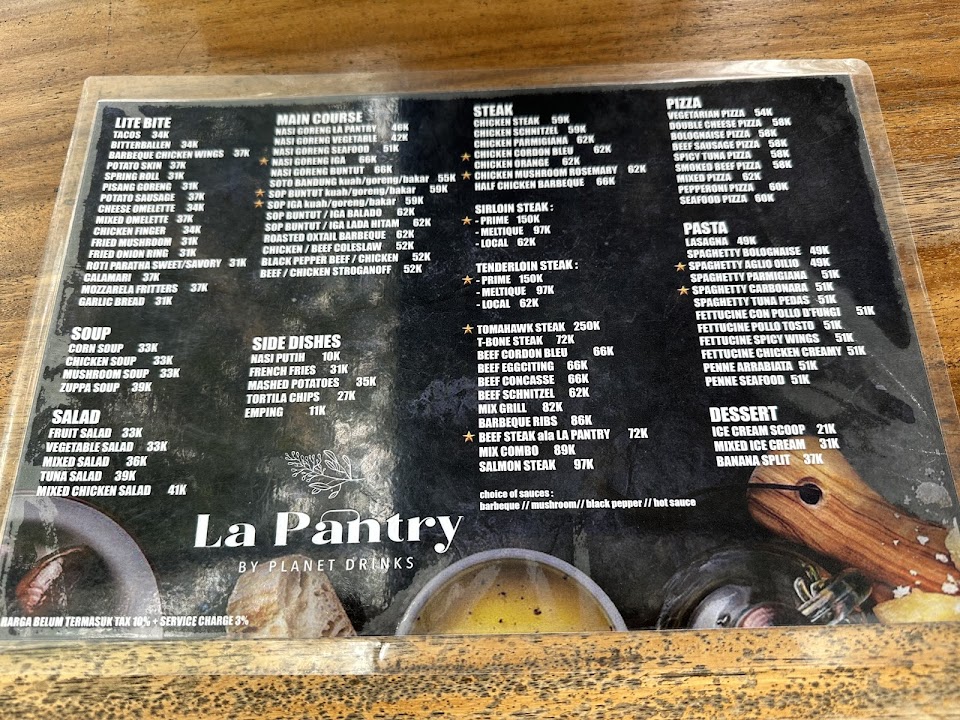 LITE BITE
TACOS 34K
BITTERBALLEN 34K
BARBEQUE CHICKEN WINGS 37K
POTATO SKIN 37K
SPRING ROLL 31K
PISANG GORENG 31K
POTATO SAUSAGE 37K
CHEESE OMELETTE 34K
MIXED OMELETTE 37K
CHICKEN FINGER 34K
FRIED MUSHROOM 31K
FRIED ONION RING 31K
ROTI PARATHA SWEET/SAVORY 31K
CALAMARI 37K
MOZZARELA FRITTERS 37K
GARLIC BREAD 31K
SOUP
CORN SOUP 33K
CHICKEN SOUP 33K
MUSHROOM SOUP 33K
ZUPPA SOUP 39K
SALAD
FRUIT SALAD 33K
VEGETABLE SALAD 33K
MIXED SALAD 36K
TUNA SALAD 39K
MIXED CHICKEN SALAD 41K
MAIN COURSE
NASI GORENG LA PANTRY 46K
NASI GORENG VEGETABLE 42K
NASI GORENG SEAFOOD 51K
NASI GORENG IGA 66K
NASI GORENG BUNTUT 66K
SOTO BANDUNG kuah/goreng/bakar 55K
SOP BUNTUT kuah/goreng/bakar 59K
SOP IGA kuah/goreng/bakar 59K
SOP BUNTUT / IGA BALADO 62K
SOP BUNTUT / IGA LADA HITAM 62K
ROASTED OXTAIL BARBEQUE 62K
CHICKEN / BEEF COLESLAW 52K
BLACK PEPPER BEEF / CHICKEN 52K
BEEF / CHICKEN STROGANOFF 52K
SIDE DISHES
NASI PUTIH 10K
FRENCH FRIES 31K
MASHED POTATOES 35K
TORTILA CHIPS 27K
EMPING 11K
STEAK
CHICKEN STEAK 59K
CHICKEN SCHNITZEL 59K
CHICKEN PARMIGIANA 62K
CHICKEN CORDON BLEU 62K
CHICKEN ORANGE 62K
CHICKEN MUSHROOM ROSEMARY 62K
HALF CHICKEN BARBEQUE 66K
SIRLOIN STEAK :
- PRIME 150K
- MELTIQUE 97K
- LOCAL 62K
TENDERLOIN STEAK :
- PRIME 150K
- MELTIQUE 97K
- LOCAL 62K
TOMAHAWK STEAK 250K
T-BONE STEAK 72K
BEEF CORDON BLEU 66K
BEEF EGGCITING 66K
BEEF CONCASSE 66K
BEEF SCHNITZEL 62K
MIX GRILL 82K
BARBEQUE RIBS 86K
BEEF STEAK ala LA PANTRY 72K
MIX COMBO 89K
SALMON STEAK 97K
choice of sauces :
barbeque // mushroom// black pepper // hot sauce
PIZZA
VEGETARIAN PIZZA 54K
DOUBLE CHEESE PIZZA 58K
BOLOGNAISE PIZZA 58K
BEEF SAUSAGE PIZZA 58K
SPICY TUNA PIZZA 58K
SMOKED BEEF PIZZA 58K
MIXED PIZZA 62K
PEPPERONI PIZZA 60K
SEAFOOD PIZZA 60K
PASTA
LASAGNA 49K
SPAGHETTY BOLOGNAISE 49K
SPAGHETTY AGLIO OILIO 49K
SPAGHETTY PARMIGIANA 51K
SPAGHETTY CARBONARA 51K
SPAGHETTY TUNA PEDAS 51K
FETTUCINE CON POLLO D'FUNGI 51K
FETTUCINE POLLO TOSTO 51K
FETTUCINE SPICY WINGS 51K
FETTUCINE CHICKEN CREAMY 51K
PENNE ARRABIATA 51K
PENNE SEAFOOD 51K
DESSERT
ICE CREAM SCOOP 21K
MIXED ICE CREAM 31K
BANANA SPLIT 37K
La Pantry
BY PLANET DRINKS
HARGA BELUM TERMASUK TAX 10% + SERVICE CHARGE 3%